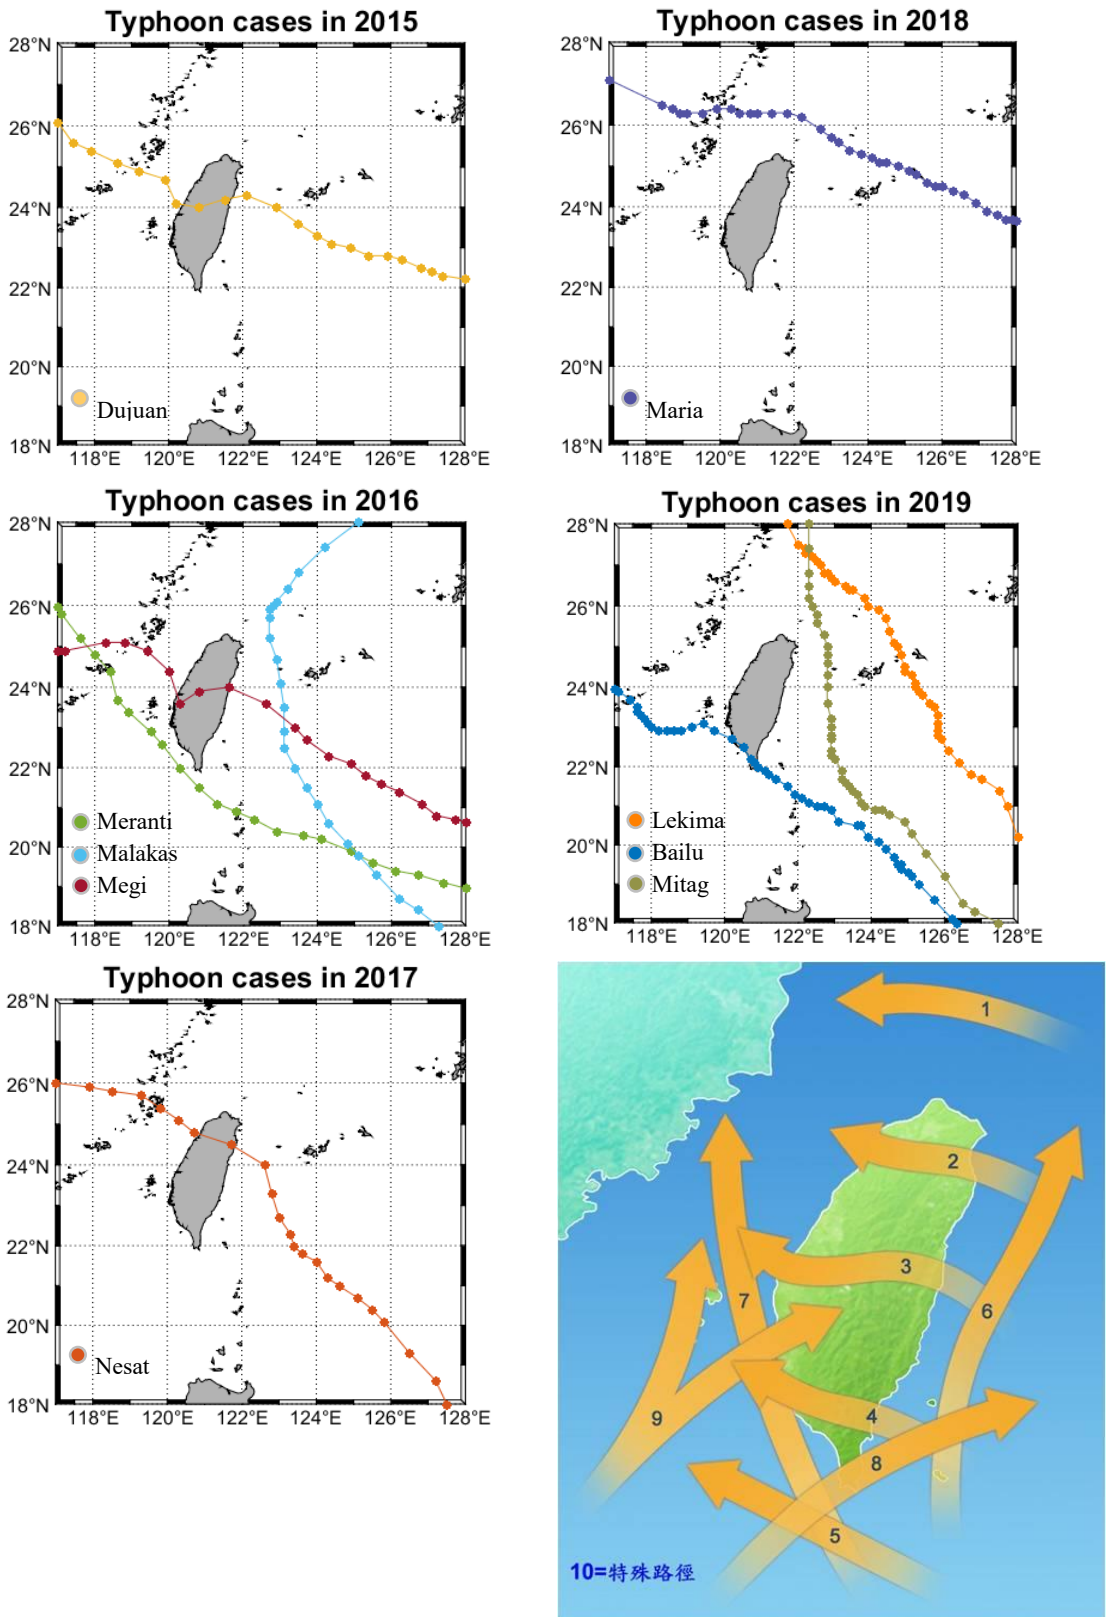 Typhoon cases in 2015
28°N
26°N
24°N
22°N
20°N
18°N
118°E 120°E 122°E 124°E 126°E 128°E
Dujuan
Typhoon cases in 2018
28°N
26°N
24°N
22°N
20°N
18°N
118°E 120°E 122°E 124°E 126°E 128°E
Maria
Typhoon cases in 2016
28°N
26°N
24°N
22°N
20°N
18°N
118°E 120°E 122°E 124°E 126°E 128°E
Meranti
Malakas
Megi
Typhoon cases in 2019
28°N
26°N
24°N
22°N
20°N
18°N
118°E 120°E 122°E 124°E 126°E 128°E
Lekima
Bailu
Mitag
Typhoon cases in 2017
28°N
26°N
24°N
22°N
20°N
18°N
118°E 120°E 122°E 124°E 126°E 128°E
Nesat
1
2
3
6
7
4
9
8
5
10=特殊路徑